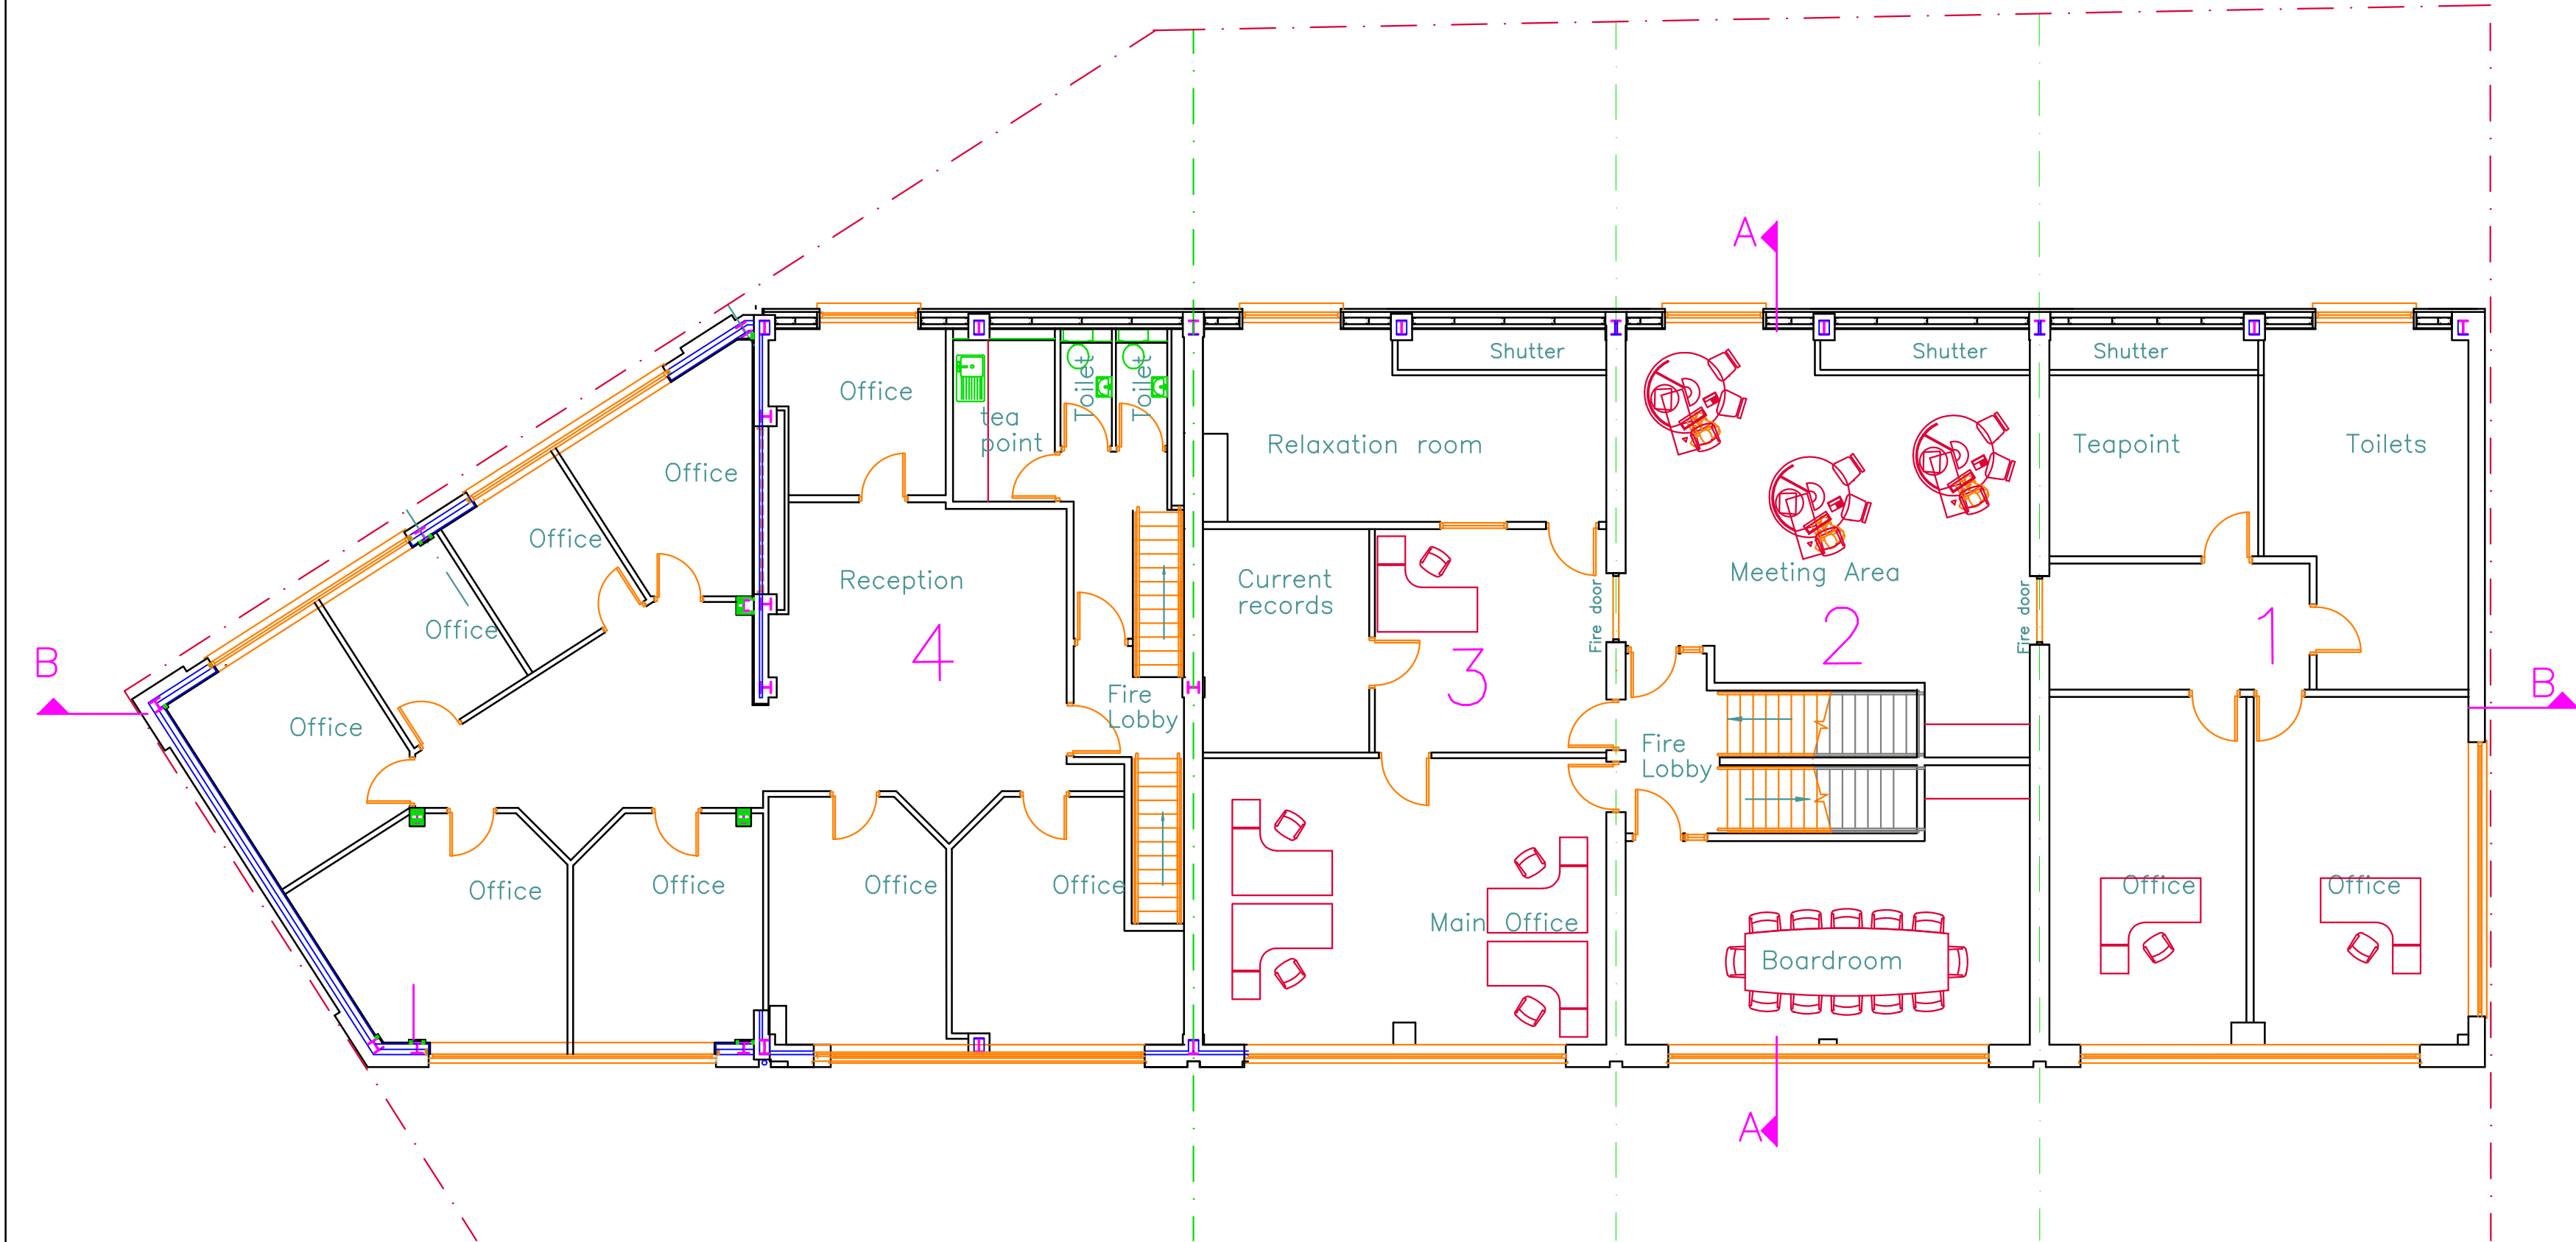 A
Shutter
Shutter
Shutter
Office
tea
point
Toilet
Toilet
Relaxation room
Teapoint
Toilets
Office
Office
Office
Reception
Current
records
Meeting Area
Fire door
Fire door
Office
4
3
2
1
B
B
Fire
Lobby
Fire
Lobby
Office
Office
Office
Office
Office
Main Office
Office
Office
Boardroom
A